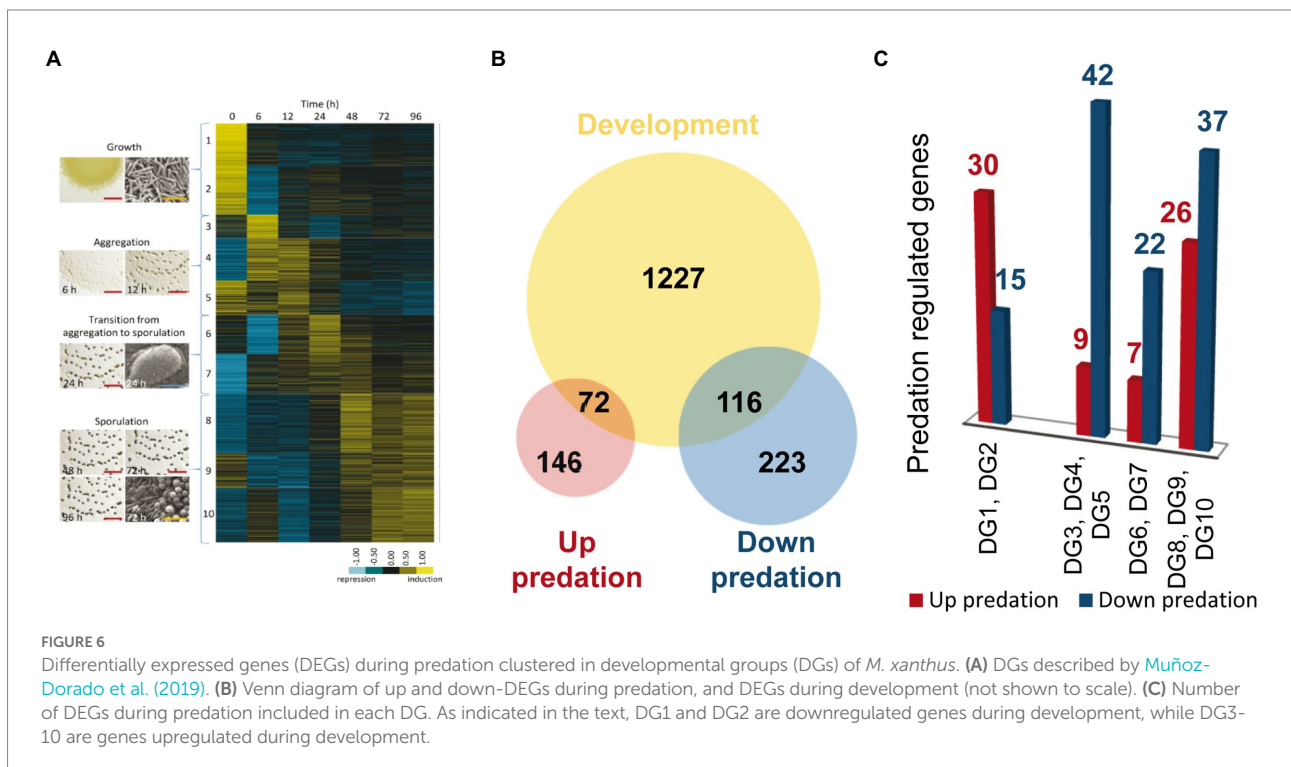 A
Time (h)
0 6 12 24 48 72 96
Growth
Aggregation
6 h
12 h
Transition from
aggregation to sporulation
24 h
24 h
Sporulation
48 h
72 h
96 h
72 h
1
2
3
4
5
6
7
8
9
10
-1.00
-0.50
0.00
0.50
1.00
repression
induction
B
Development
1227
72
116
146
223
Up
predation
Down
predation
C
Predation regulated genes
30
15
9
42
7
22
26
37
DG1, DG2
DG3, DG4,
DG5
DG6, DG7
DG8, DG9,
DG10
Up predation
Down predation
FIGURE 6
Differentially expressed genes (DEGs) during predation clustered in developmental groups (DGs) of M. xanthus. (A) DGs described by Muñoz-
Dorado et al. (2019). (B) Venn diagram of up and down-DEGs during predation, and DEGs during development (not shown to scale). (C) Number
of DEGs during predation included in each DG. As indicated in the text, DG1 and DG2 are downregulated genes during development, while DG3-
10 are genes upregulated during development.